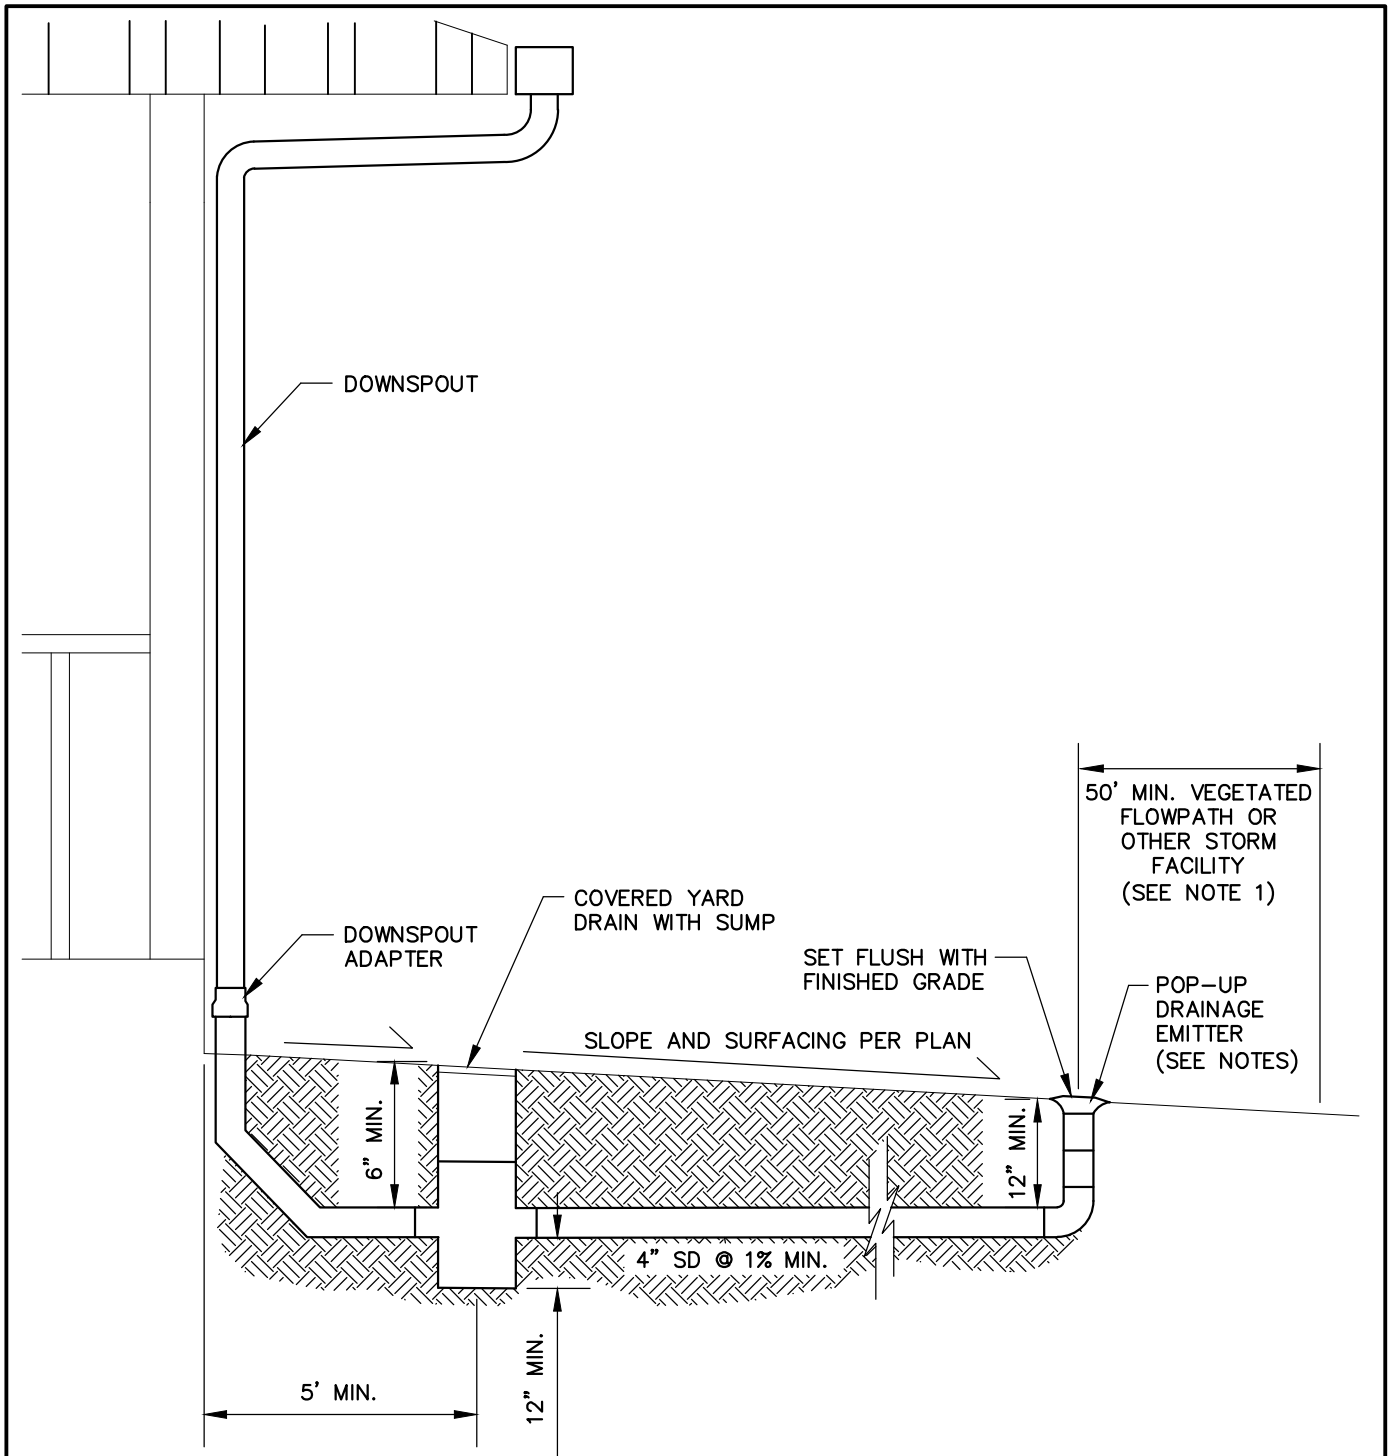 DOWNSPOUT
50' MIN. VEGETATED
FLOWPATH OR
OTHER STORM
FACILITY
(SEE NOTE 1)
COVERED YARD
DRAIN WITH SUMP
DOWNSPOUT
ADAPTER
SET FLUSH WITH
FINISHED GRADE
POP-UP
DRAINAGE
EMITTER
(SEE NOTES)
SLOPE AND SURFACING PER PLAN
6" MIN.
12" MIN.
4" SD @ 1% MIN.
5' MIN.
12" MIN.